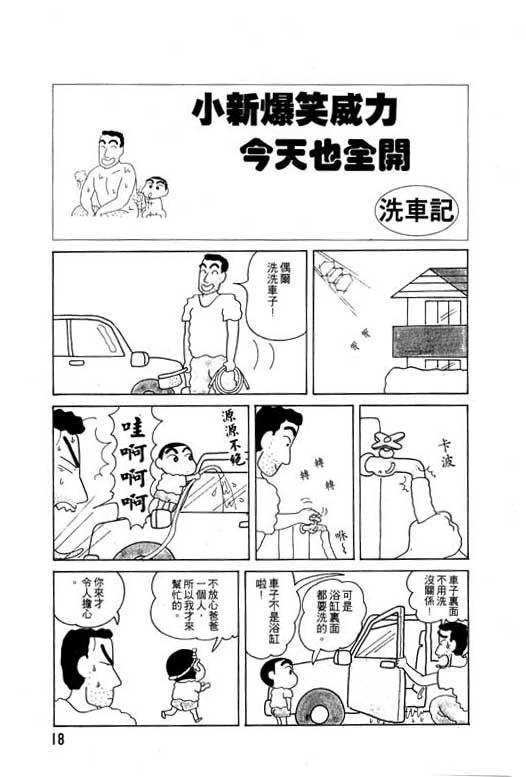 小新爆笑威力
今天也全開
洗車記
嘰嘰
偶爾
洗洗車子！
卡波
轉轉
轉轉
咻～
源源不絕
哇啊啊啊
車子裏面
不用洗
沒關係！
可是
浴缸裏面
都要洗的。
車子不是浴缸
啦！
不放心爸爸
一個人，
所以我才來
幫忙的。
你來才
令人擔心
。
18